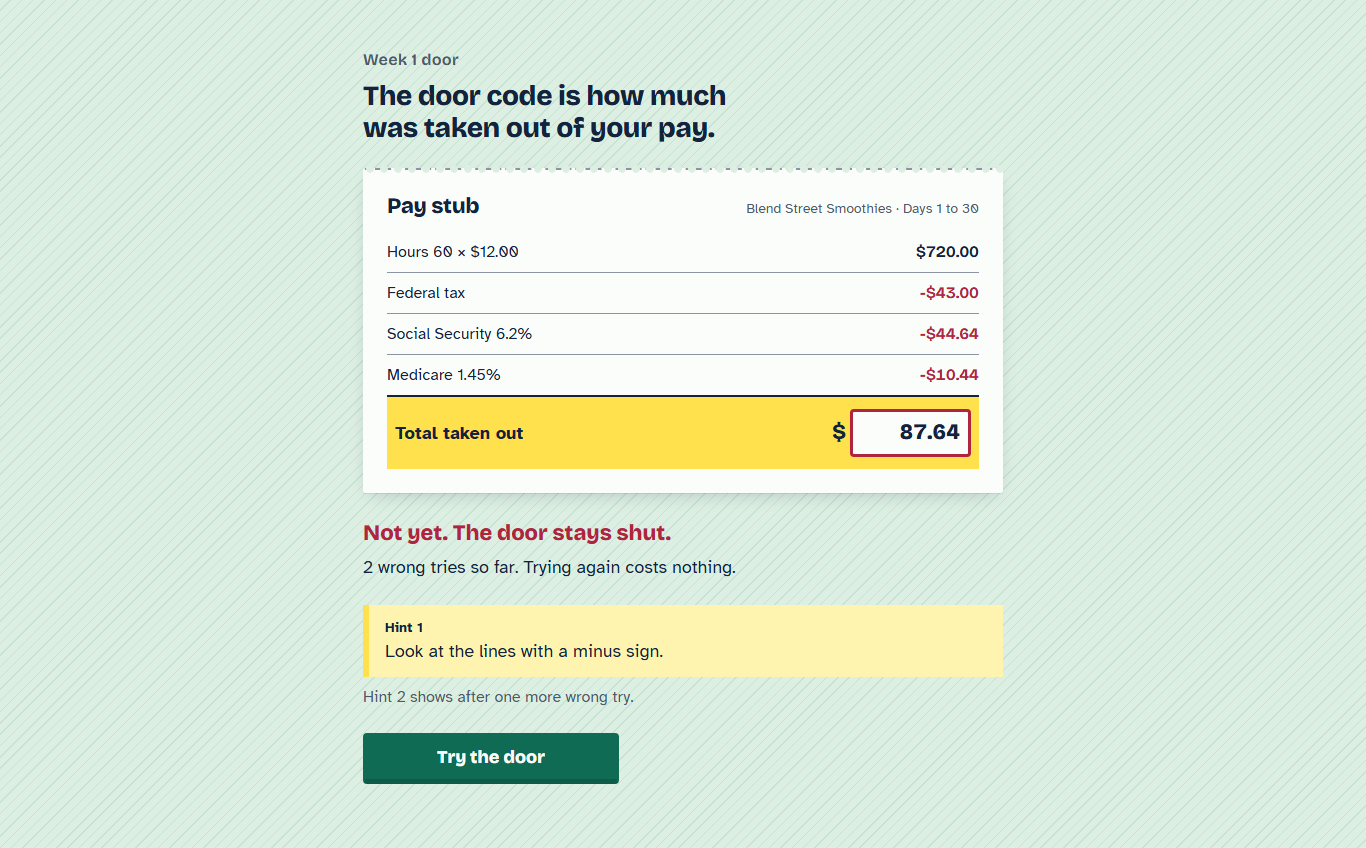 Week 1 door
The door code is how much
was taken out of your pay.
Pay stub
Blend Street Smoothies · Days 1 to 30
Hours 60 × $12.00
$720.00
Federal tax
-$43.00
Social Security 6.2%
-$44.64
Medicare 1.45%
-$10.44
Total taken out
$ 87.64
Not yet. The door stays shut.
2 wrong tries so far. Trying again costs nothing.
Hint 1
Look at the lines with a minus sign.
Hint 2 shows after one more wrong try.
Try the door